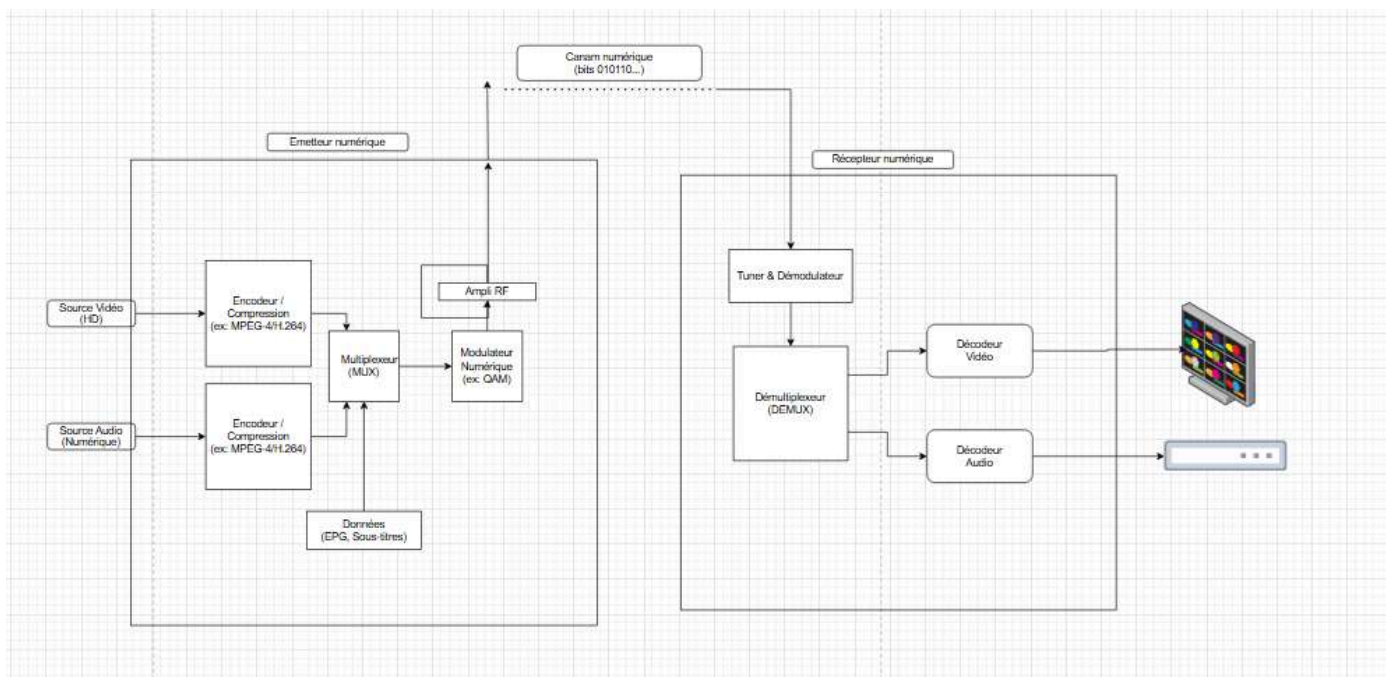 Canam numérique
(bits 010110...)
Emetteur numérique
Récepteur numérique
Tuner & Démodulateur
Ampli RF
Source Vidéo
(HD)
Encodeur /
Compression
(ex: MPEG-4/H.264)
Multiplexeur
(MUX)
Modulateur
Numérique
(ex: QAM)
Décodeur
Vidéo
Démultiplexeur
(DEMUX)
Source Audio
(Numérique)
Encodeur /
Compression
(ex: MPEG-4/H.264)
Décodeur
Audio
Données
(EPG, Sous-titres)